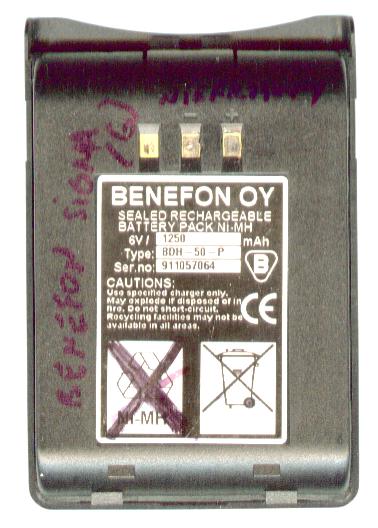 − +
BENEFON SIGMA
(6)
BENEFON OY
SEALED RECHARGEABLE
BATTERY PACK Ni-MH
6V/ 1250 mAh
Type: BDH-50-P
Ser.no: 911057064
B
CAUTIONS:
Use specified charger only.
May explode if disposed of in
fire. Do not short-circuit.
Recycling facilities may not be
available in all areas.
CE
Ni-MH